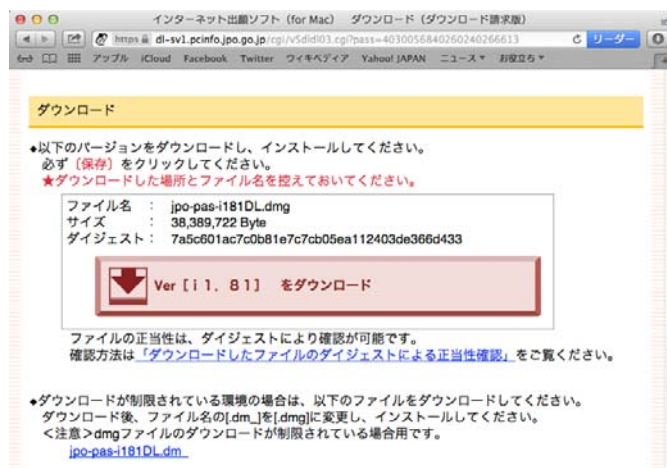 インターネット出願ソフト（for Mac） ダウンロード（ダウンロード請求版）
https dl-sv1.pcinfo.jpo.go.jp/cgi/v5dldl03.cgi?pass=4030056840260240266613 リーダー
アップル iCloud Facebook Twitter ウィキペディア Yahoo! JAPAN ニュース お役立ち
ダウンロード
◆以下のバージョンをダウンロードし、インストールしてください。
必ず〔保存〕をクリックしてください。
★ダウンロードした場所とファイル名を控えておいてください。
ファイル名 ： jpo-pas-i181DL.dmg
サイズ ： 38,389,722 Byte
ダイジェスト： 7a5c601ac7c0b81e7c7cb05ea112403de366d433
Ver［i１．８１］ をダウンロード
ファイルの正当性は、ダイジェストにより確認が可能です。
確認方法は「ダウンロードしたファイルのダイジェストによる正当性確認」をご覧ください。
◆ダウンロードが制限されている環境の場合は、以下のファイルをダウンロードしてください。
ダウンロード後、ファイル名の[.dm_]を[.dmg]に変更し、インストールしてください。
＜注意＞dmgファイルのダウンロードが制限されている場合用です。
jpo-pas-i181DL.dm_